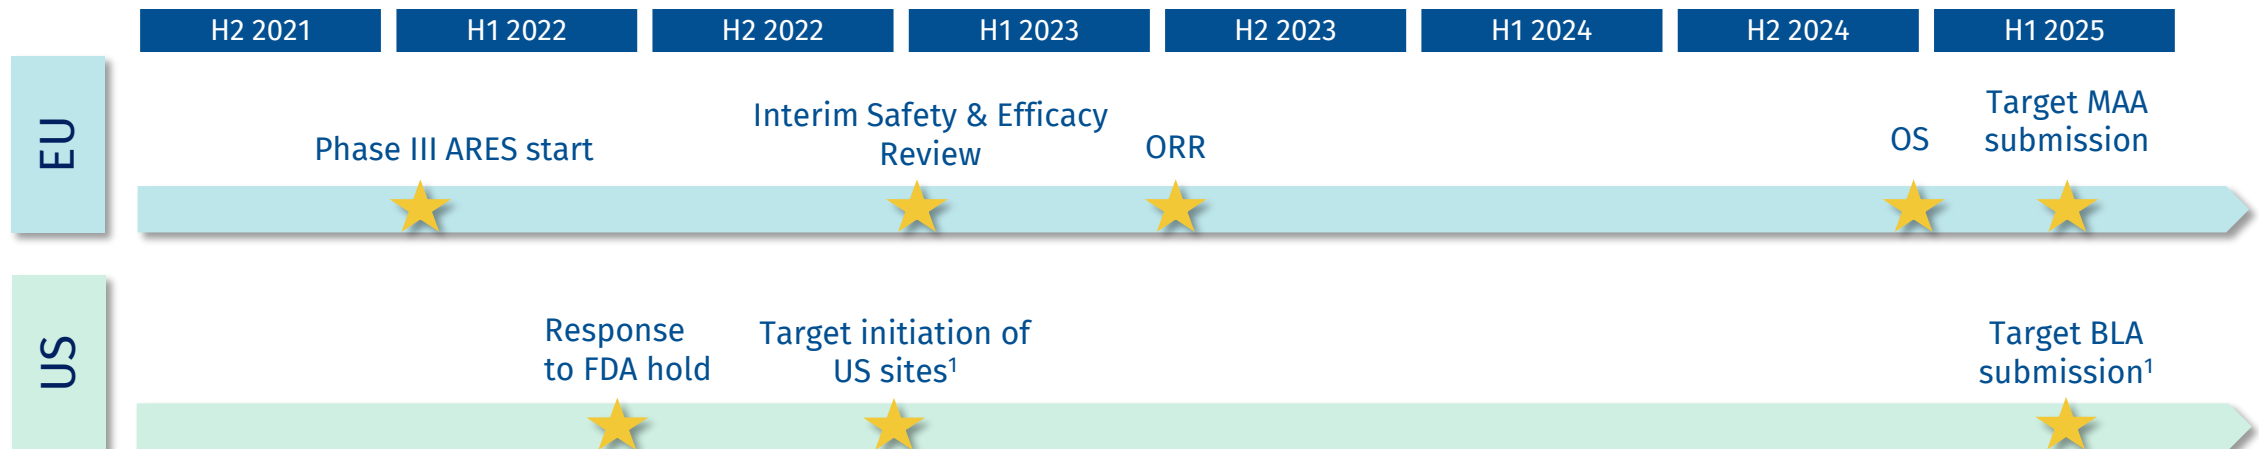 H2 2021
H1 2022
H2 2022
H1 2023
H2 2023
H1 2024
H2 2024
H1 2025
EU
Phase III ARES start
Interim Safety & Efficacy
Review
ORR
OS
Target MAA
submission
US
Response
to FDA hold
Target initiation of
US sites¹
Target BLA
submission¹